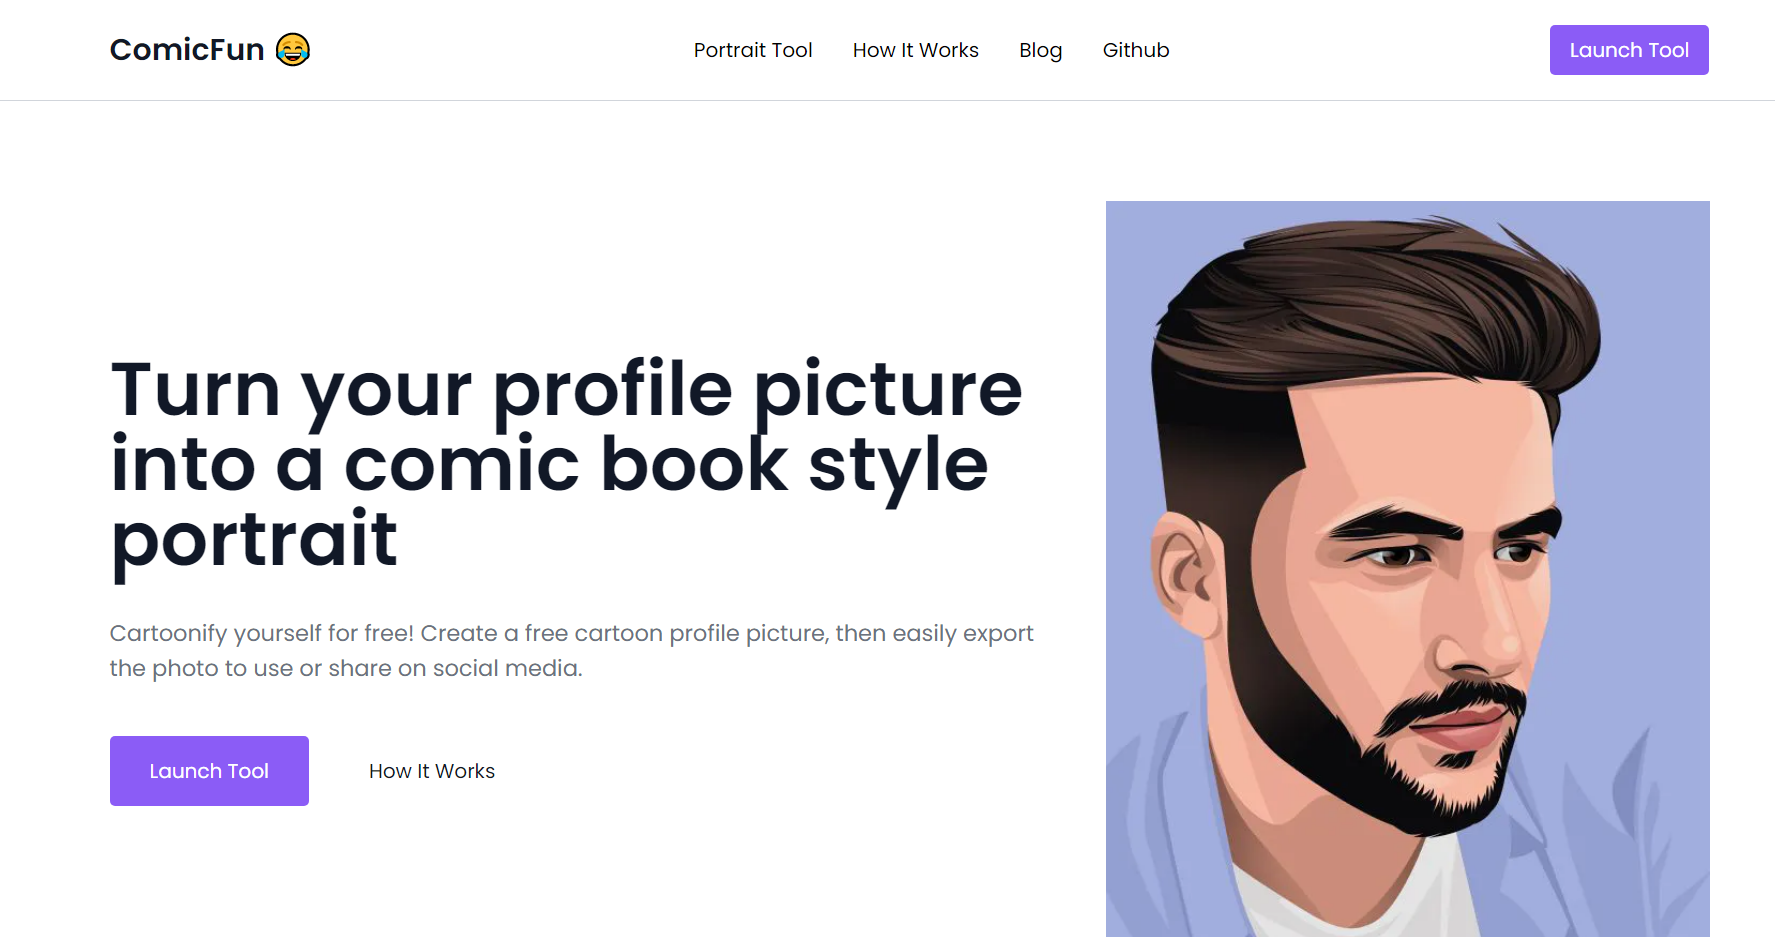 ComicFun 😂
Portrait Tool
How It Works
Blog
Github
Launch Tool
Turn your profile picture
into a comic book style
portrait
Cartoonify yourself for free! Create a free cartoon profile picture, then easily export
the photo to use or share on social media.
Launch Tool
How It Works